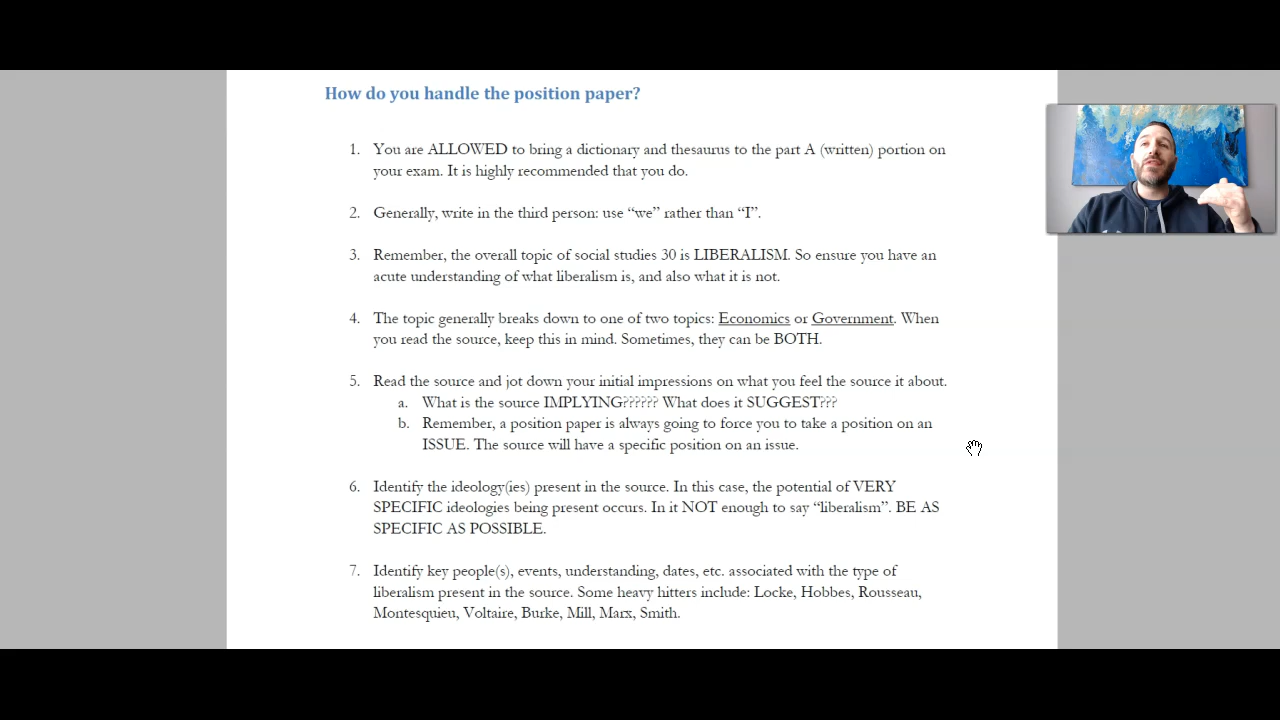 How do you handle the position paper?
1. You are ALLOWED to bring a dictionary and thesaurus to the part A (written) portion on
your exam. It is highly recommended that you do.
2. Generally, write in the third person: use “we” rather than “I”.
3. Remember, the overall topic of social studies 30 is LIBERALISM. So ensure you have an
acute understanding of what liberalism is, and also what it is not.
4. The topic generally breaks down to one of two topics: Economics or Government. When
you read the source, keep this in mind. Sometimes, they can be BOTH.
5. Read the source and jot down your initial impressions on what you feel the source it about.
a. What is the source IMPLYING?????? What does it SUGGEST???
b. Remember, a position paper is always going to force you to take a position on an
ISSUE. The source will have a specific position on an issue.
6. Identify the ideology(ies) present in the source. In this case, the potential of VERY
SPECIFIC ideologies being present occurs. In it NOT enough to say “liberalism”. BE AS
SPECIFIC AS POSSIBLE.
7. Identify key people(s), events, understanding, dates, etc. associated with the type of
liberalism present in the source. Some heavy hitters include: Locke, Hobbes, Rousseau,
Montesquieu, Voltaire, Burke, Mill, Marx, Smith.